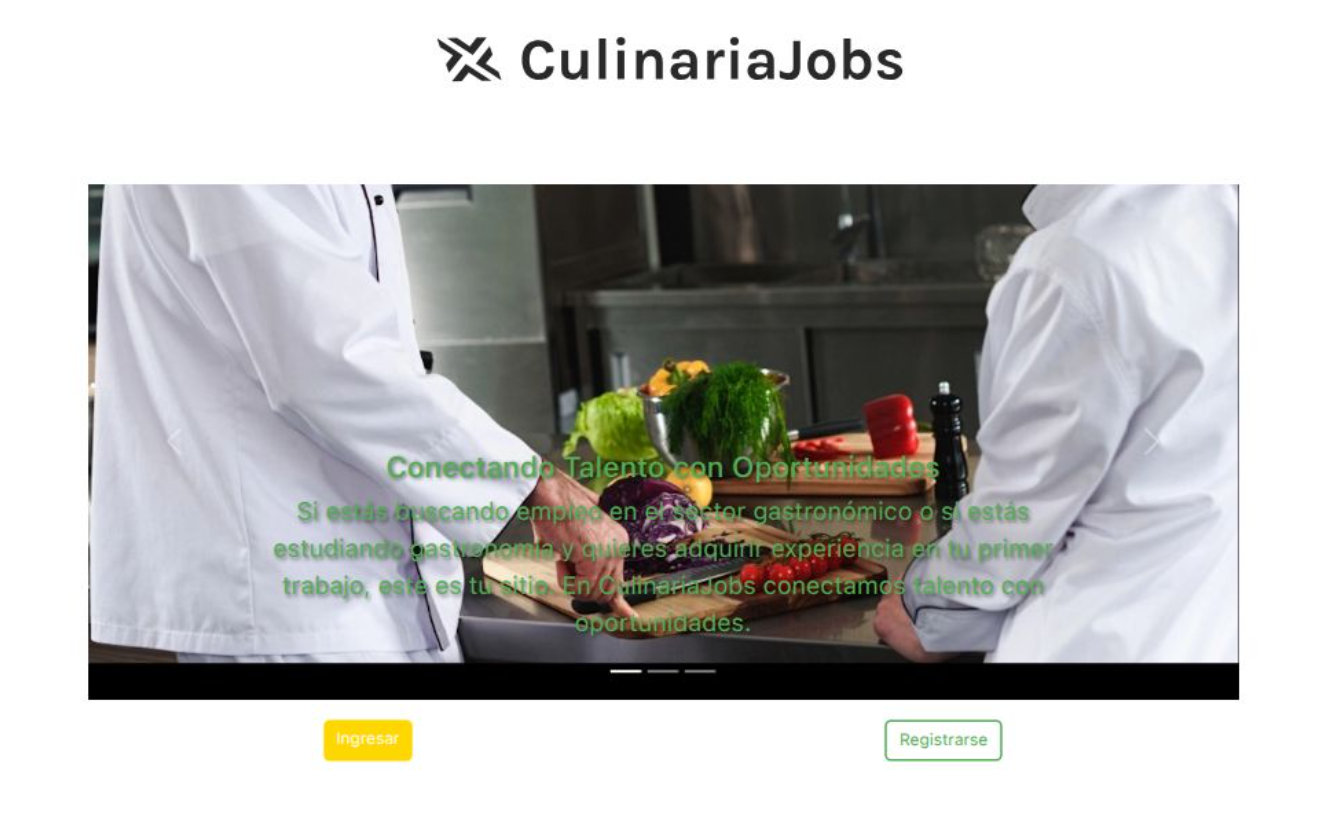 CulinariaJobs
Conectando Talento con Oportunidades
Si estás buscando empleo en el sector gastronómico o si estás
estudiando gastronomía y quieres adquirir experiencia en tu primer
trabajo, este es tu sitio. En CulinariaJobs conectamos talento con
oportunidades.
Ingresar
Registrarse